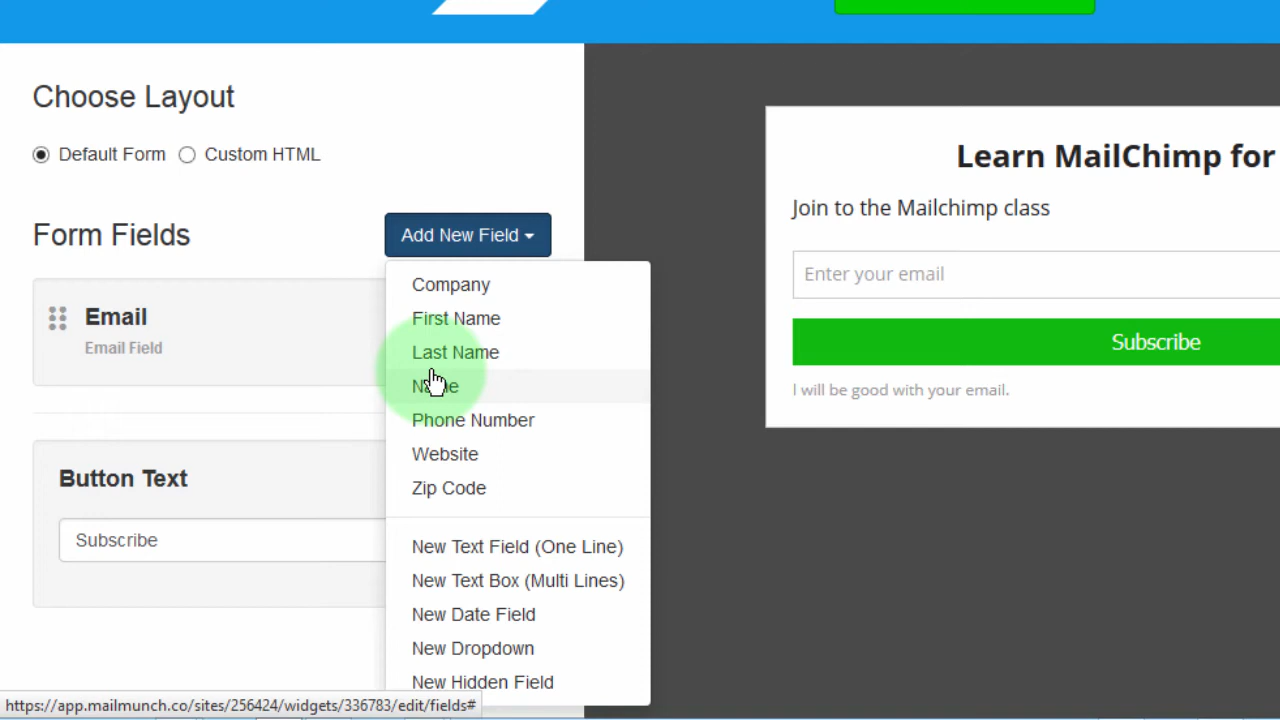 Choose Layout
Default Form
Custom HTML
Form Fields
Add New Field
Email
Email Field
Button Text
Subscribe
Company
First Name
Last Name
Name
Phone Number
Website
Zip Code
New Text Field (One Line)
New Text Box (Multi Lines)
New Date Field
New Dropdown
New Hidden Field
Learn MailChimp for
Join to the Mailchimp class
Enter your email
Subscribe
I will be good with your email.
https://app.mailmunch.co/sites/256424/widgets/336783/edit/fields#